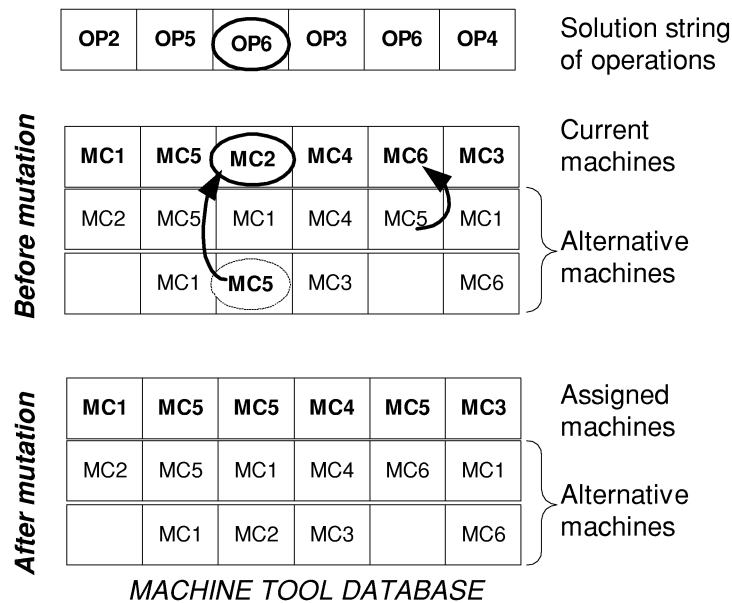 OP2 OP5 OP6 OP3 OP6 OP4
Solution string
of operations
Before mutation
MC1 MC5 MC2 MC4 MC6 MC3
Current
machines
MC2 MC5 MC1 MC4 MC5 MC1
MC1 MC5 MC3 MC6
Alternative
machines
After mutation
MC1 MC5 MC5 MC4 MC5 MC3
Assigned
machines
MC2 MC5 MC1 MC4 MC6 MC1
MC1 MC2 MC3 MC6
Alternative
machines
MACHINE TOOL DATABASE